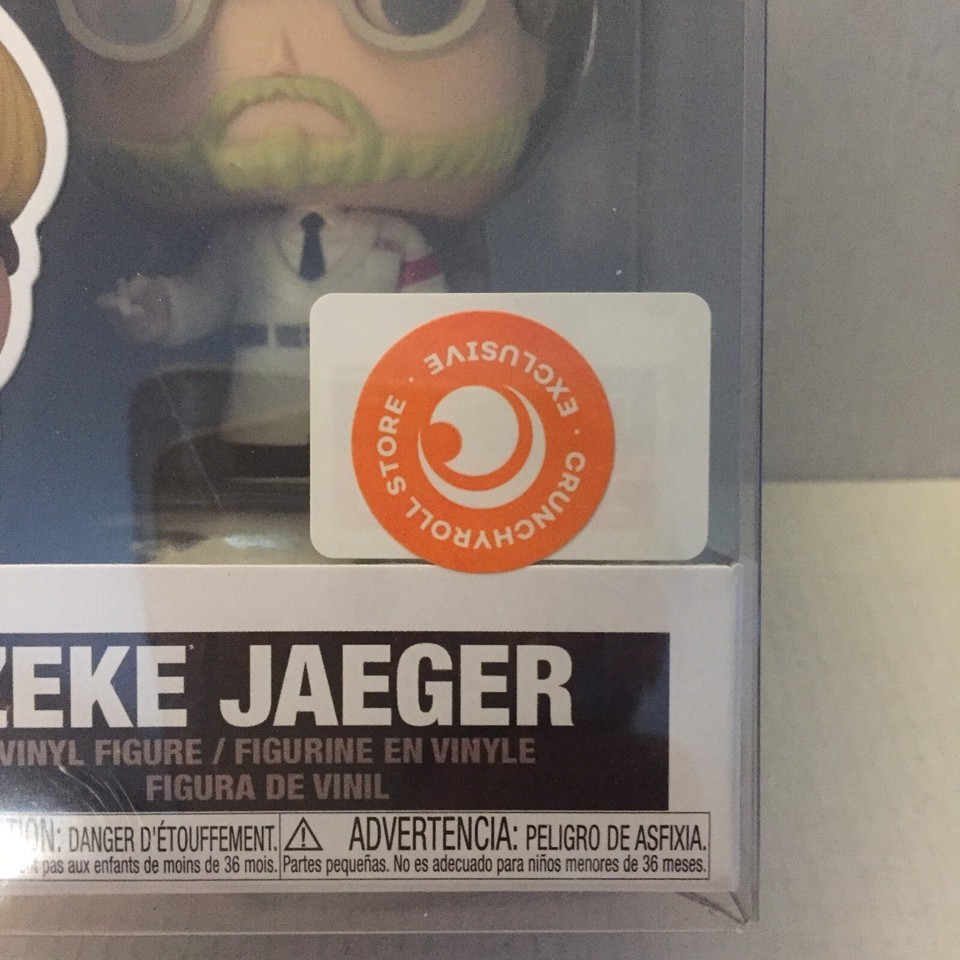 EXCLUSIVE · CRUNCHYROLL STORE ·
ZEKE JAEGER
VINYL FIGURE / FIGURINE EN VINYLE
FIGURA DE VINIL
DANGER D'ÉTOUFFEMENT.
pas aux enfants de moins de 36 mois.
ADVERTENCIA: PELIGRO DE ASFIXIA.
Partes pequeñas. No es adecuado para niños menores de 36 meses.